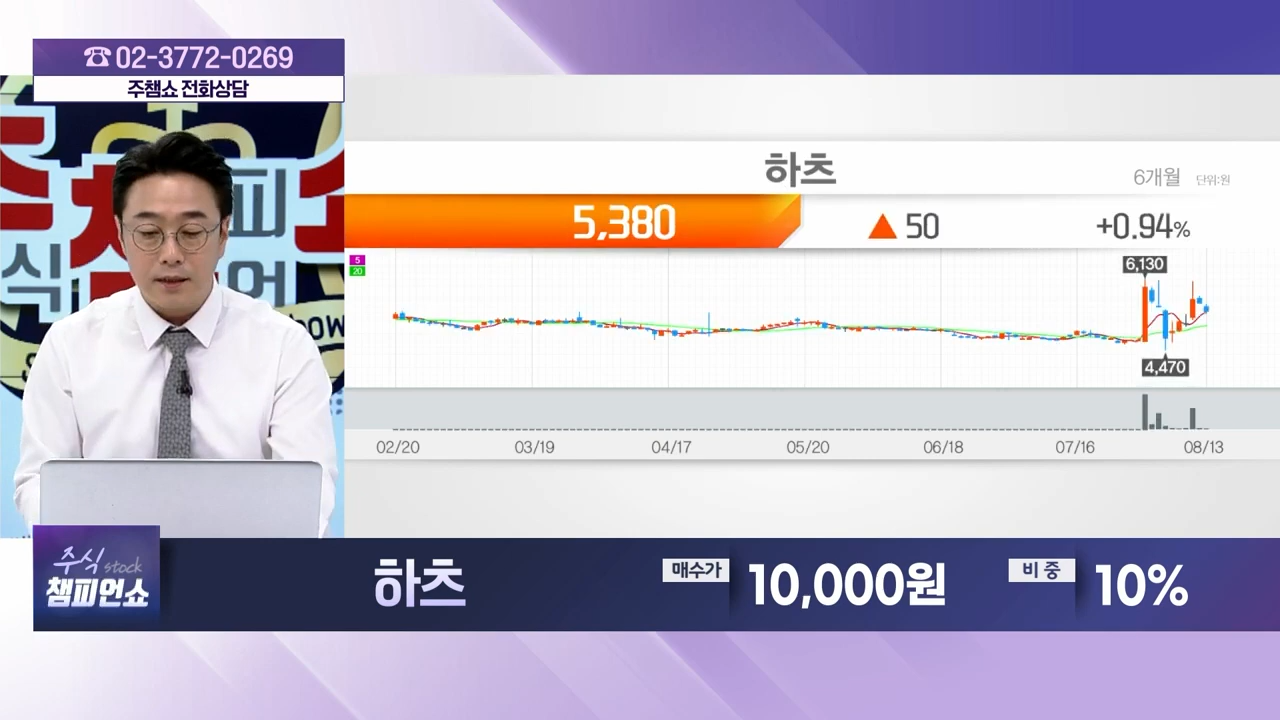 ☎02-3772-0269
주챔쇼 전화상담
하츠
6개월 단위:원
5,380 ▲ 50 +0.94%
5
20
6,130
4,470
02/20 03/19 04/17 05/20 06/18 07/16 08/13
주식 stock
챔피언쇼
하츠 매수가 10,000원 비중 10%